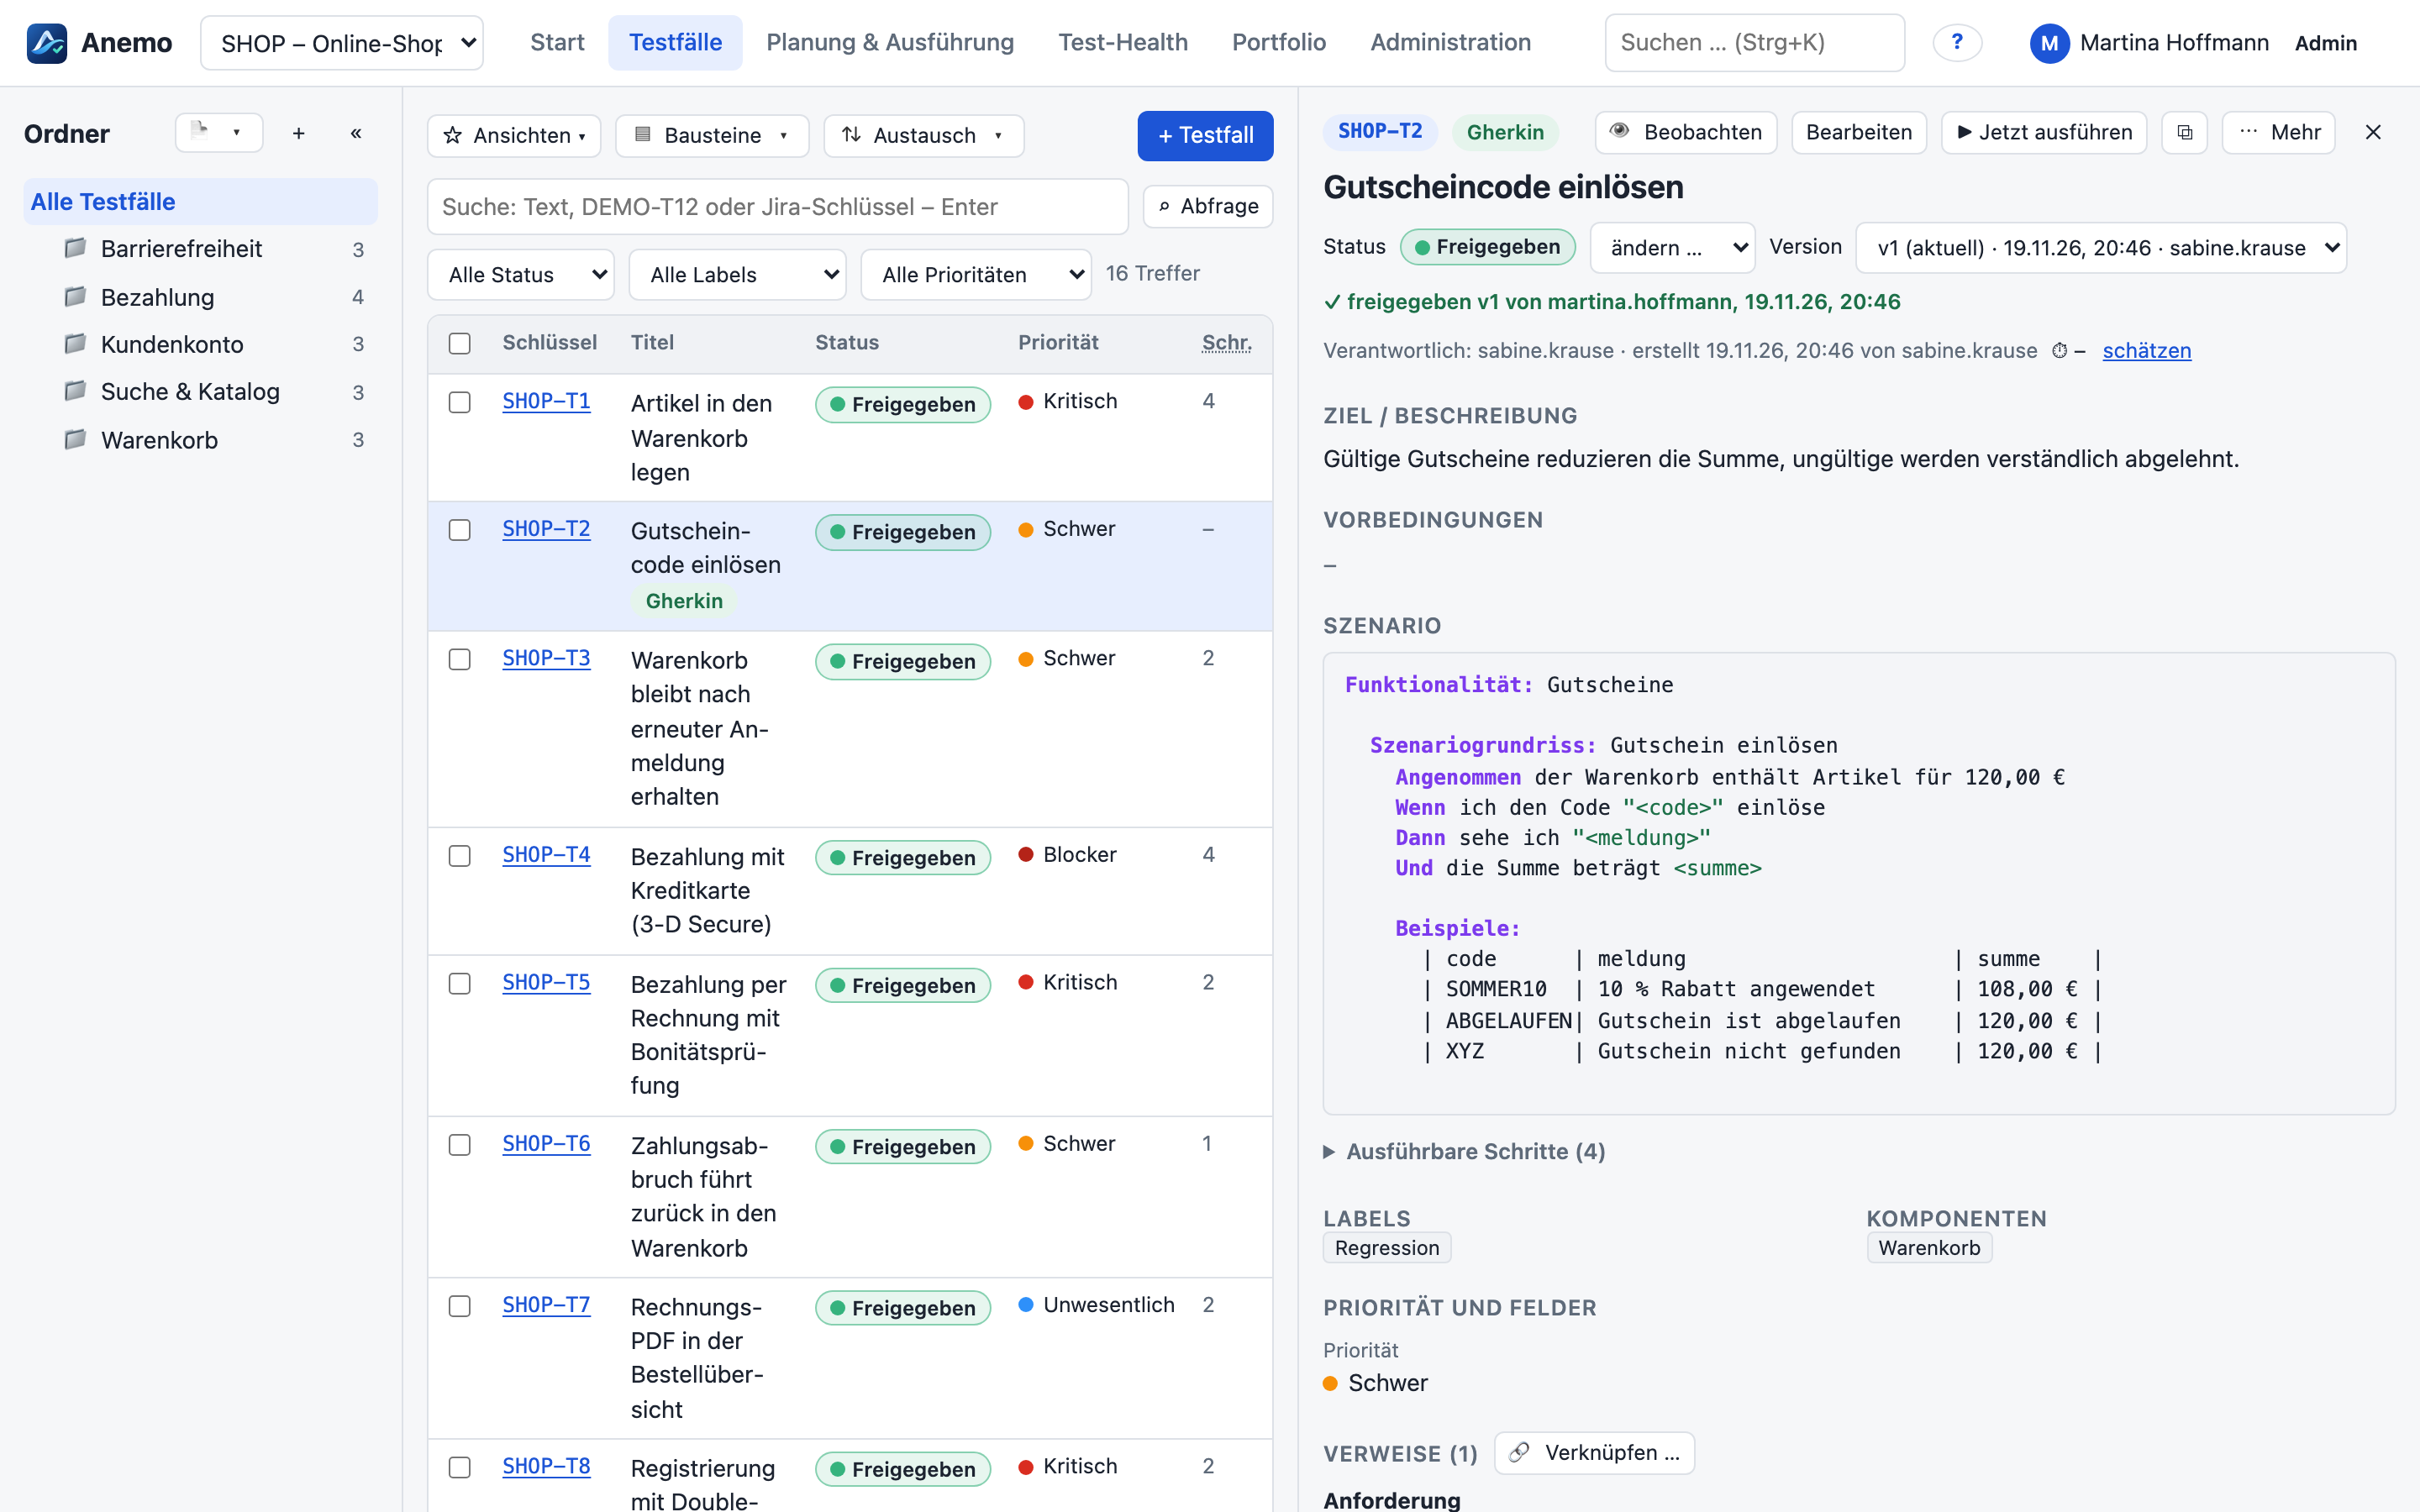 Anemo
SHOP – Online-Shop
Start
Testfälle
Planung & Ausführung
Test-Health
Portfolio
Administration
Suchen ... (Strg+K)
?
M
Martina Hoffmann
Admin
Ordner
+
«
Alle Testfälle
Barrierefreiheit 3
Bezahlung 4
Kundenkonto 3
Suche & Katalog 3
Warenkorb 3
☆ Ansichten ▾
Bausteine ▾
Austausch ▾
+ Testfall
Suche: Text, DEMO-T12 oder Jira-Schlüssel – Enter
Abfrage
Alle Status
Alle Labels
Alle Prioritäten
16 Treffer
Schlüssel Titel Status Priorität Schr.
SHOP-T1 Artikel in den Freigegeben Kritisch 4
Warenkorb
legen
SHOP-T2 Gutschein- Freigegeben Schwer –
code einlösen
Gherkin
SHOP-T3 Warenkorb Freigegeben Schwer 2
bleibt nach
erneuter An-
meldung
erhalten
SHOP-T4 Bezahlung mit Freigegeben Blocker 4
Kreditkarte
(3-D Secure)
SHOP-T5 Bezahlung per Freigegeben Kritisch 2
Rechnung mit
Bonitätsprü-
fung
SHOP-T6 Zahlungsab- Freigegeben Schwer 1
bruch führt
zurück in den
Warenkorb
SHOP-T7 Rechnungs- Freigegeben Unwesentlich 2
PDF in der
Bestellüber-
sicht
SHOP-T8 Registrierung Freigegeben Kritisch 2
mit Double-
SHOP-T2
Gherkin
Beobachten
Bearbeiten
▶ Jetzt ausführen
··· Mehr
×
Gutscheincode einlösen
Status Freigegeben ändern ... Version v1 (aktuell) · 19.11.26, 20:46 · sabine.krause
✓ freigegeben v1 von martina.hoffmann, 19.11.26, 20:46
Verantwortlich: sabine.krause · erstellt 19.11.26, 20:46 von sabine.krause ⏱ – schätzen
ZIEL / BESCHREIBUNG
Gültige Gutscheine reduzieren die Summe, ungültige werden verständlich abgelehnt.
VORBEDINGUNGEN
–
SZENARIO
Funktionalität: Gutscheine
Szenariogrundriss: Gutschein einlösen
Angenommen der Warenkorb enthält Artikel für 120,00 €
Wenn ich den Code "<code>" einlöse
Dann sehe ich "<meldung>"
Und die Summe beträgt <summe>
Beispiele:
| code | meldung | summe |
| SOMMER10 | 10 % Rabatt angewendet | 108,00 € |
| ABGELAUFEN| Gutschein ist abgelaufen | 120,00 € |
| XYZ | Gutschein nicht gefunden | 120,00 € |
▶ Ausführbare Schritte (4)
LABELS
Regression
KOMPONENTEN
Warenkorb
PRIORITÄT UND FELDER
Priorität
Schwer
VERWEISE (1)
Verknüpfen ...
Anforderung